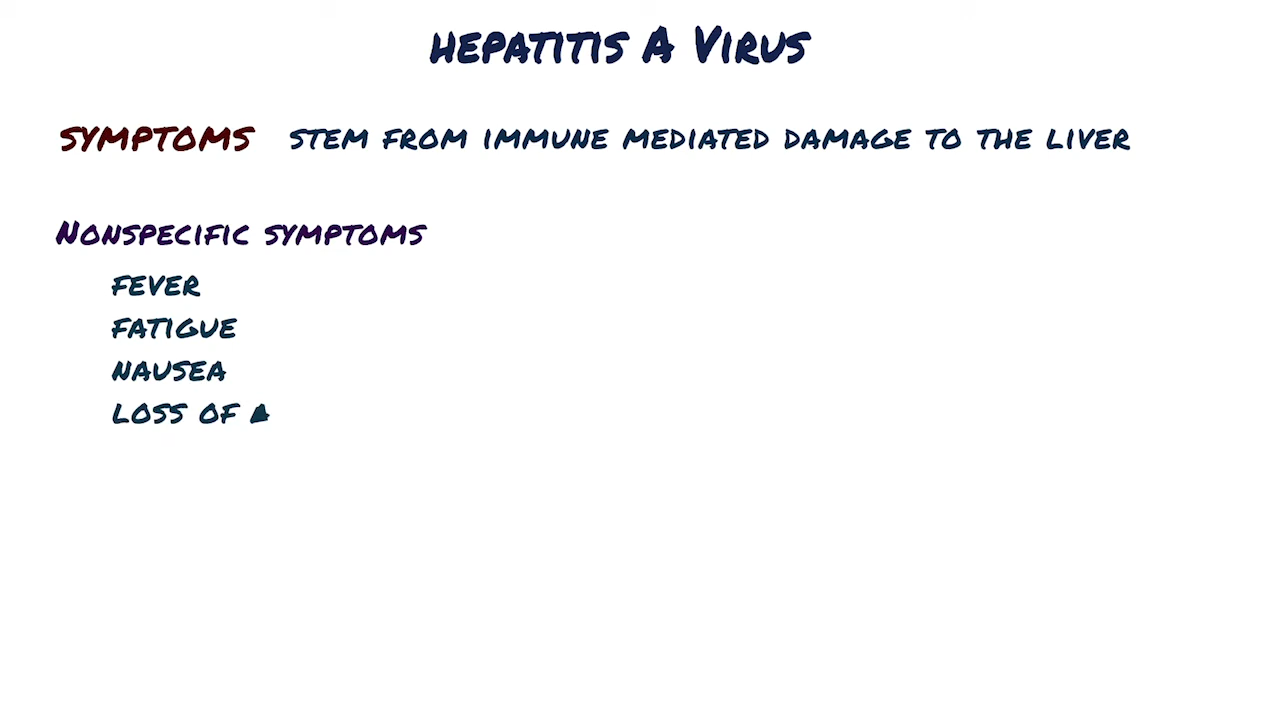 Hepatitis A Virus
SYMPTOMS STEM FROM IMMUNE MEDIATED DAMAGE TO THE LIVER
NONSPECIFIC SYMPTOMS
FEVER
FATIGUE
NAUSEA
LOSS OF A